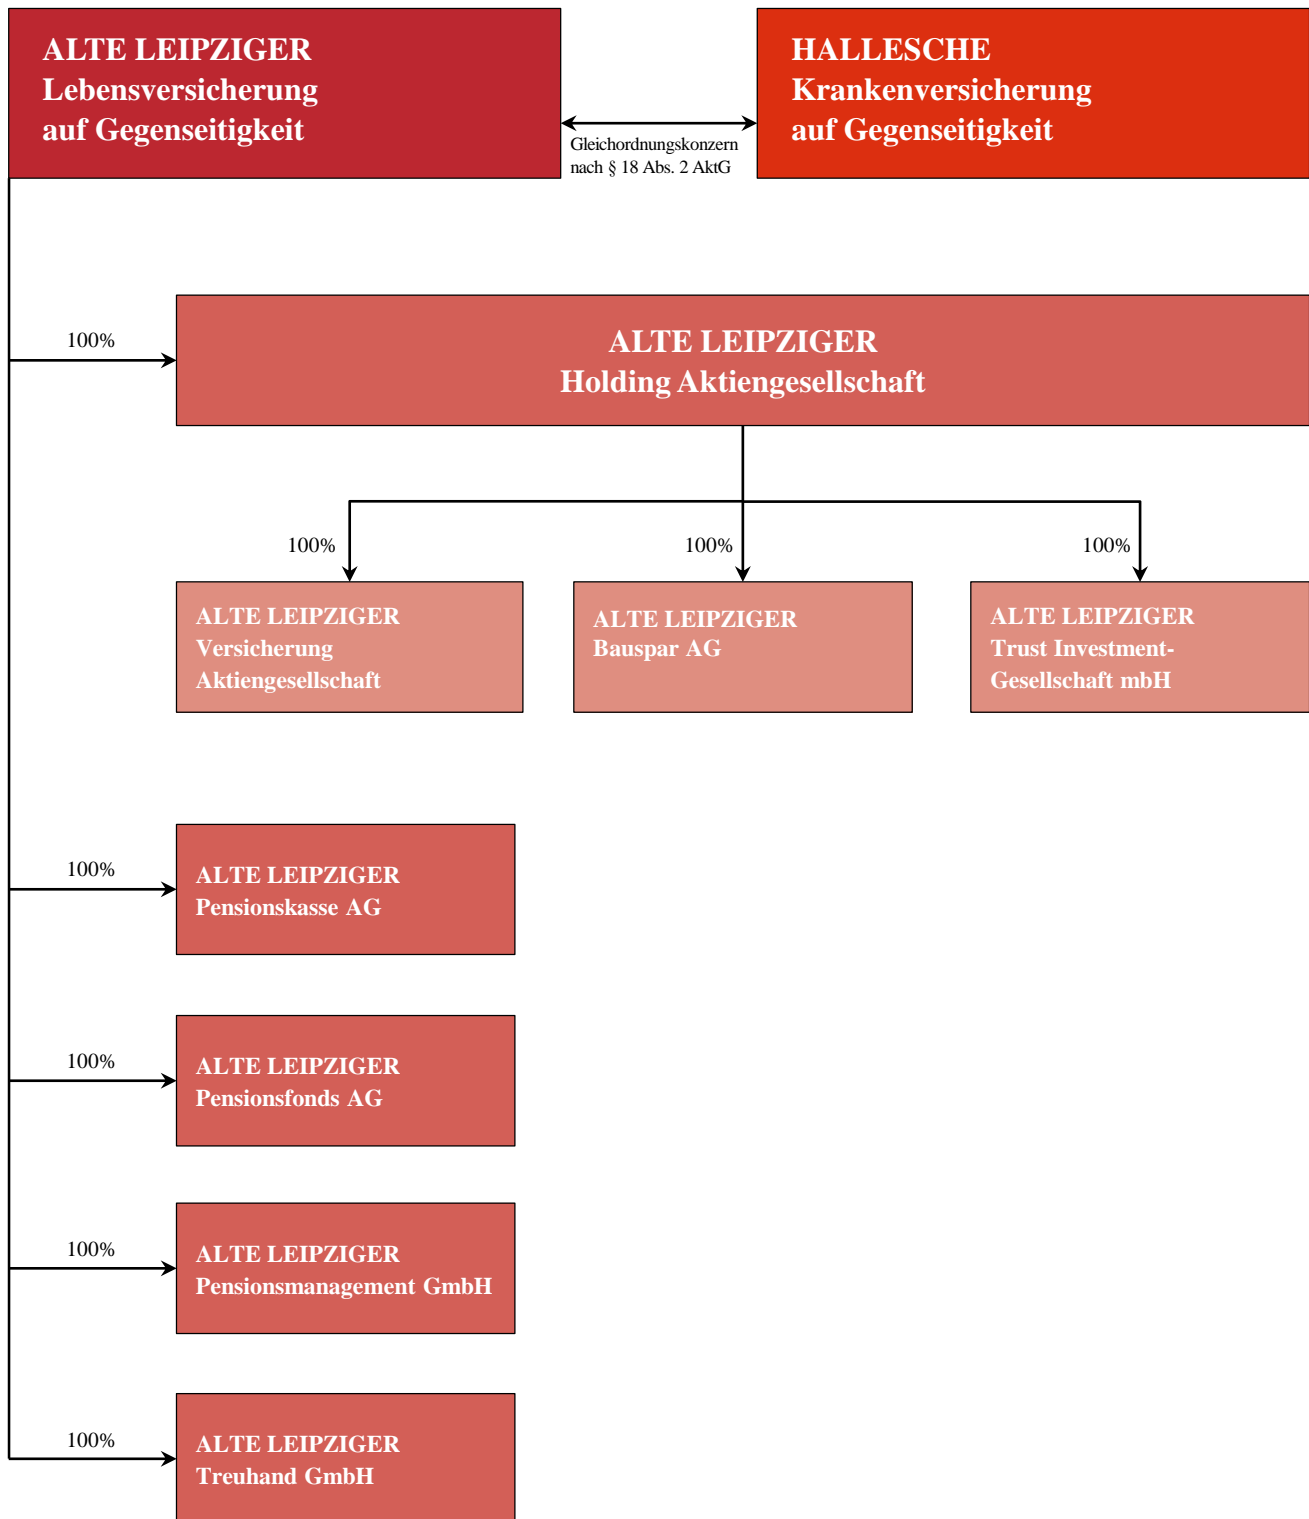 ALTE LEIPZIGER
Lebensversicherung
auf Gegenseitigkeit
Gleichordnungskonzern
nach § 18 Abs. 2 AktG
HALLESCHE
Krankenversicherung
auf Gegenseitigkeit
100%
ALTE LEIPZIGER
Holding Aktiengesellschaft
100%
100%
100%
ALTE LEIPZIGER
Versicherung
Aktiengesellschaft
ALTE LEIPZIGER
Bauspar AG
ALTE LEIPZIGER
Trust Investment-
Gesellschaft mbH
100%
ALTE LEIPZIGER
Pensionskasse AG
100%
ALTE LEIPZIGER
Pensionsfonds AG
100%
ALTE LEIPZIGER
Pensionsmanagement GmbH
100%
ALTE LEIPZIGER
Treuhand GmbH